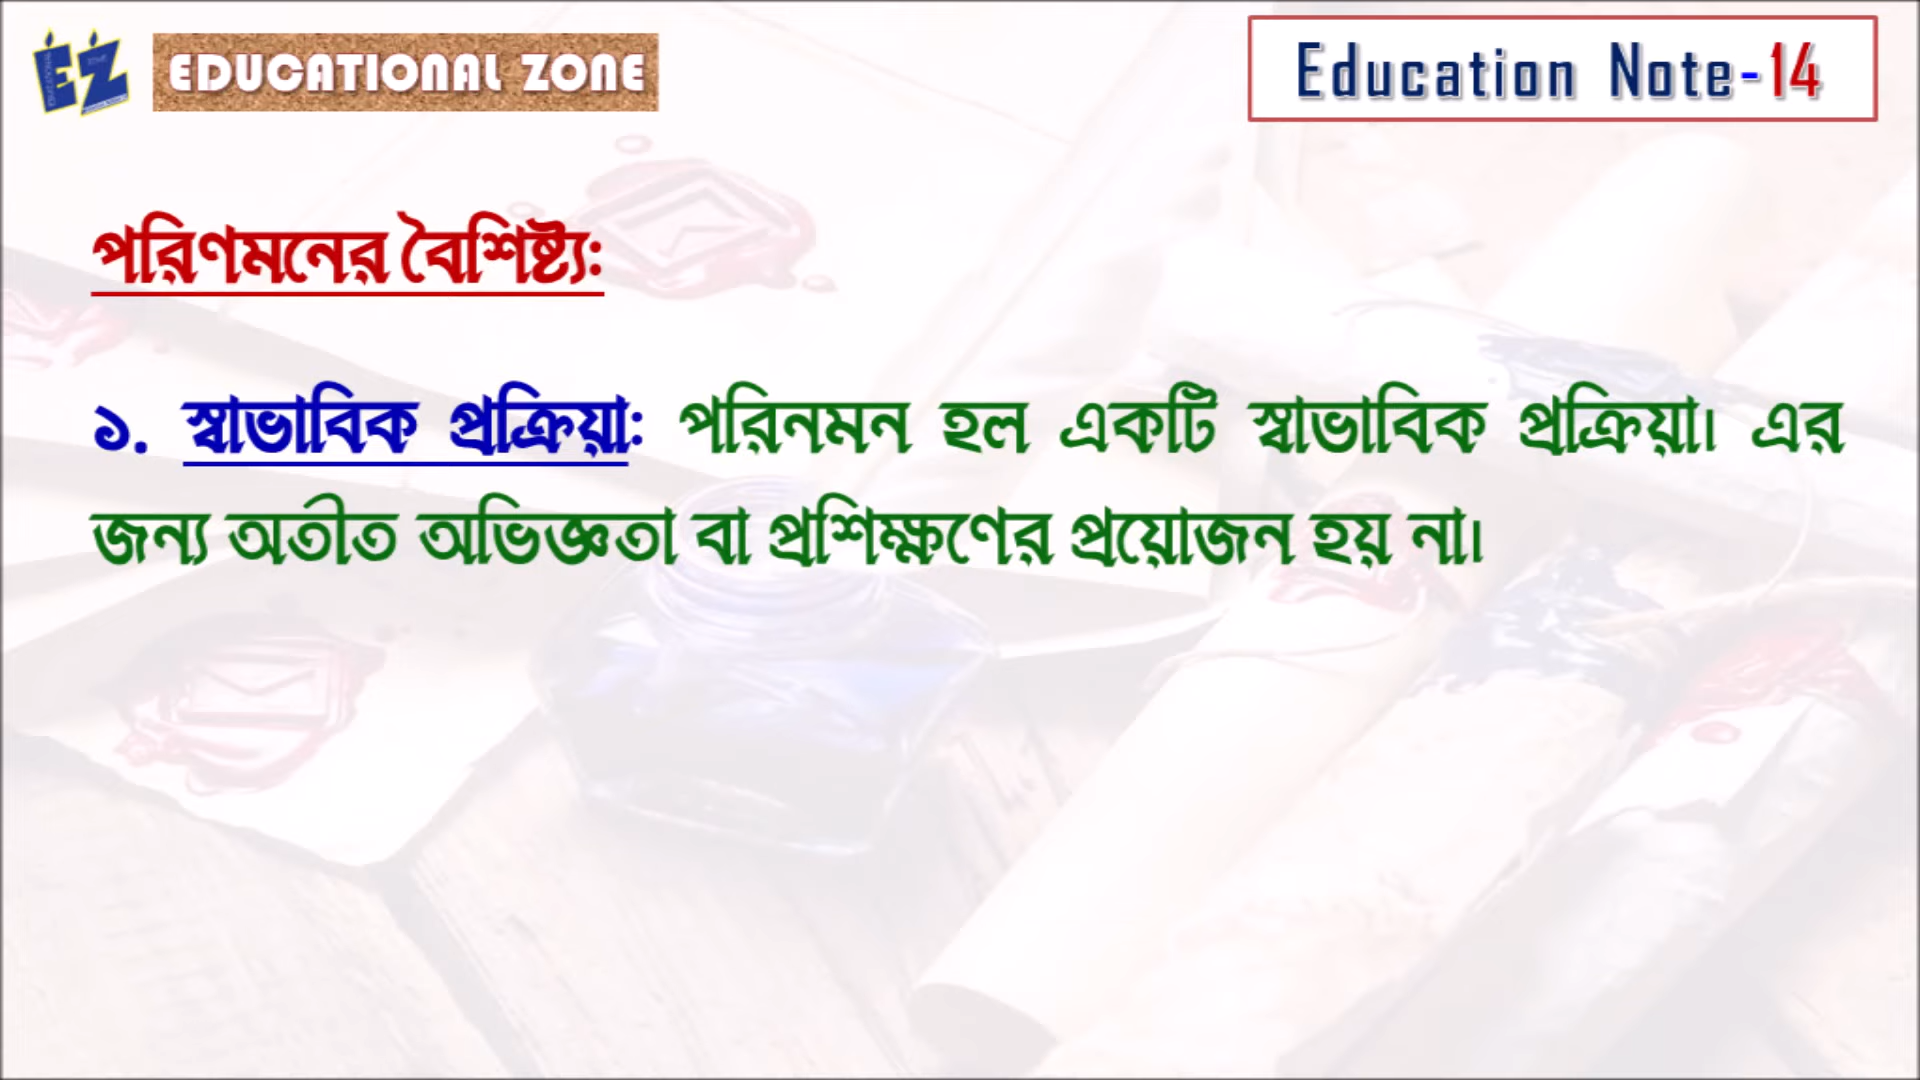 EZ EDUCATIONAL ZONE
Education Note-14
পরিণমনের বৈশিষ্ট্যঃ
১. স্বাভাবিক প্রক্রিয়াঃ পরিনমন হল একটি স্বাভাবিক প্রক্রিয়া। এর
জন্য অতীত অভিজ্ঞতা বা প্রশিক্ষণের প্রয়োজন হয় না।